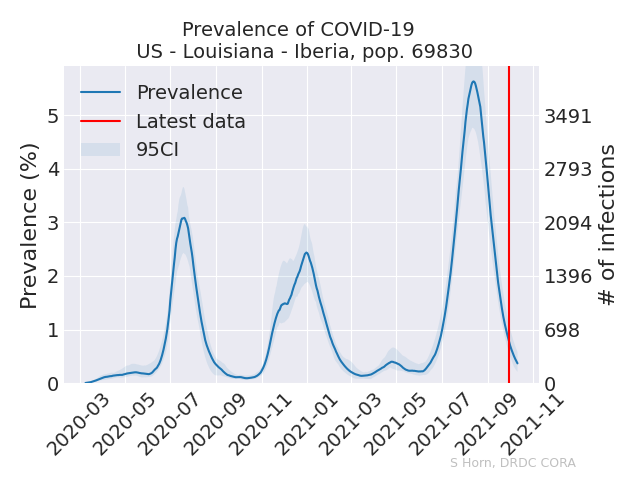 Prevalence of COVID-19
US - Louisiana - Iberia, pop. 69830
Prevalence
Latest data
95CI
Prevalence (%)
5
4
3
2
1
0
3491
2793
2094
1396
698
0
# of infections
2020-03
2020-05
2020-07
2020-09
2020-11
2021-01
2021-03
2021-05
2021-07
2021-09
2021-11
S Horn, DRDC CORA